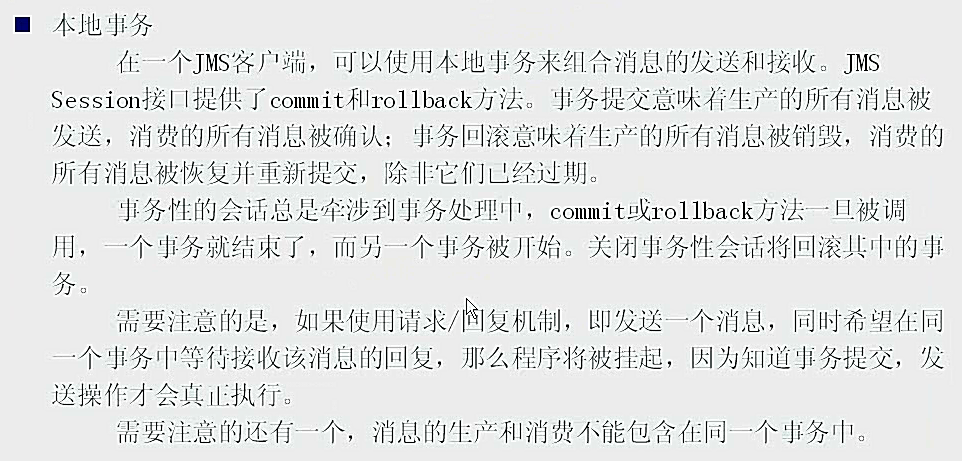 本地事务
在一个JMS客户端，可以使用本地事务来组合消息的发送和接收。JMS
Session接口提供了commit和rollback方法。事务提交意味着生产的所有消息被
发送，消费的所有消息被确认；事务回滚意味着生产的所有消息被销毁，消费的
所有消息被恢复并重新提交，除非它们已经过期。
事务性的会话总是牵涉到事务处理中，commit或rollback方法一旦被调
用，一个事务就结束了，而另一个事务被开始。关闭事务性会话将回滚其中的事
务。
需要注意的是，如果使用请求/回复机制，即发送一个消息，同时希望在同
一个事务中等待接收该消息的回复，那么程序将被挂起，因为知道事务提交，发
送操作才会真正执行。
需要注意的还有一个，消息的生产和消费不能包含在同一个事务中。